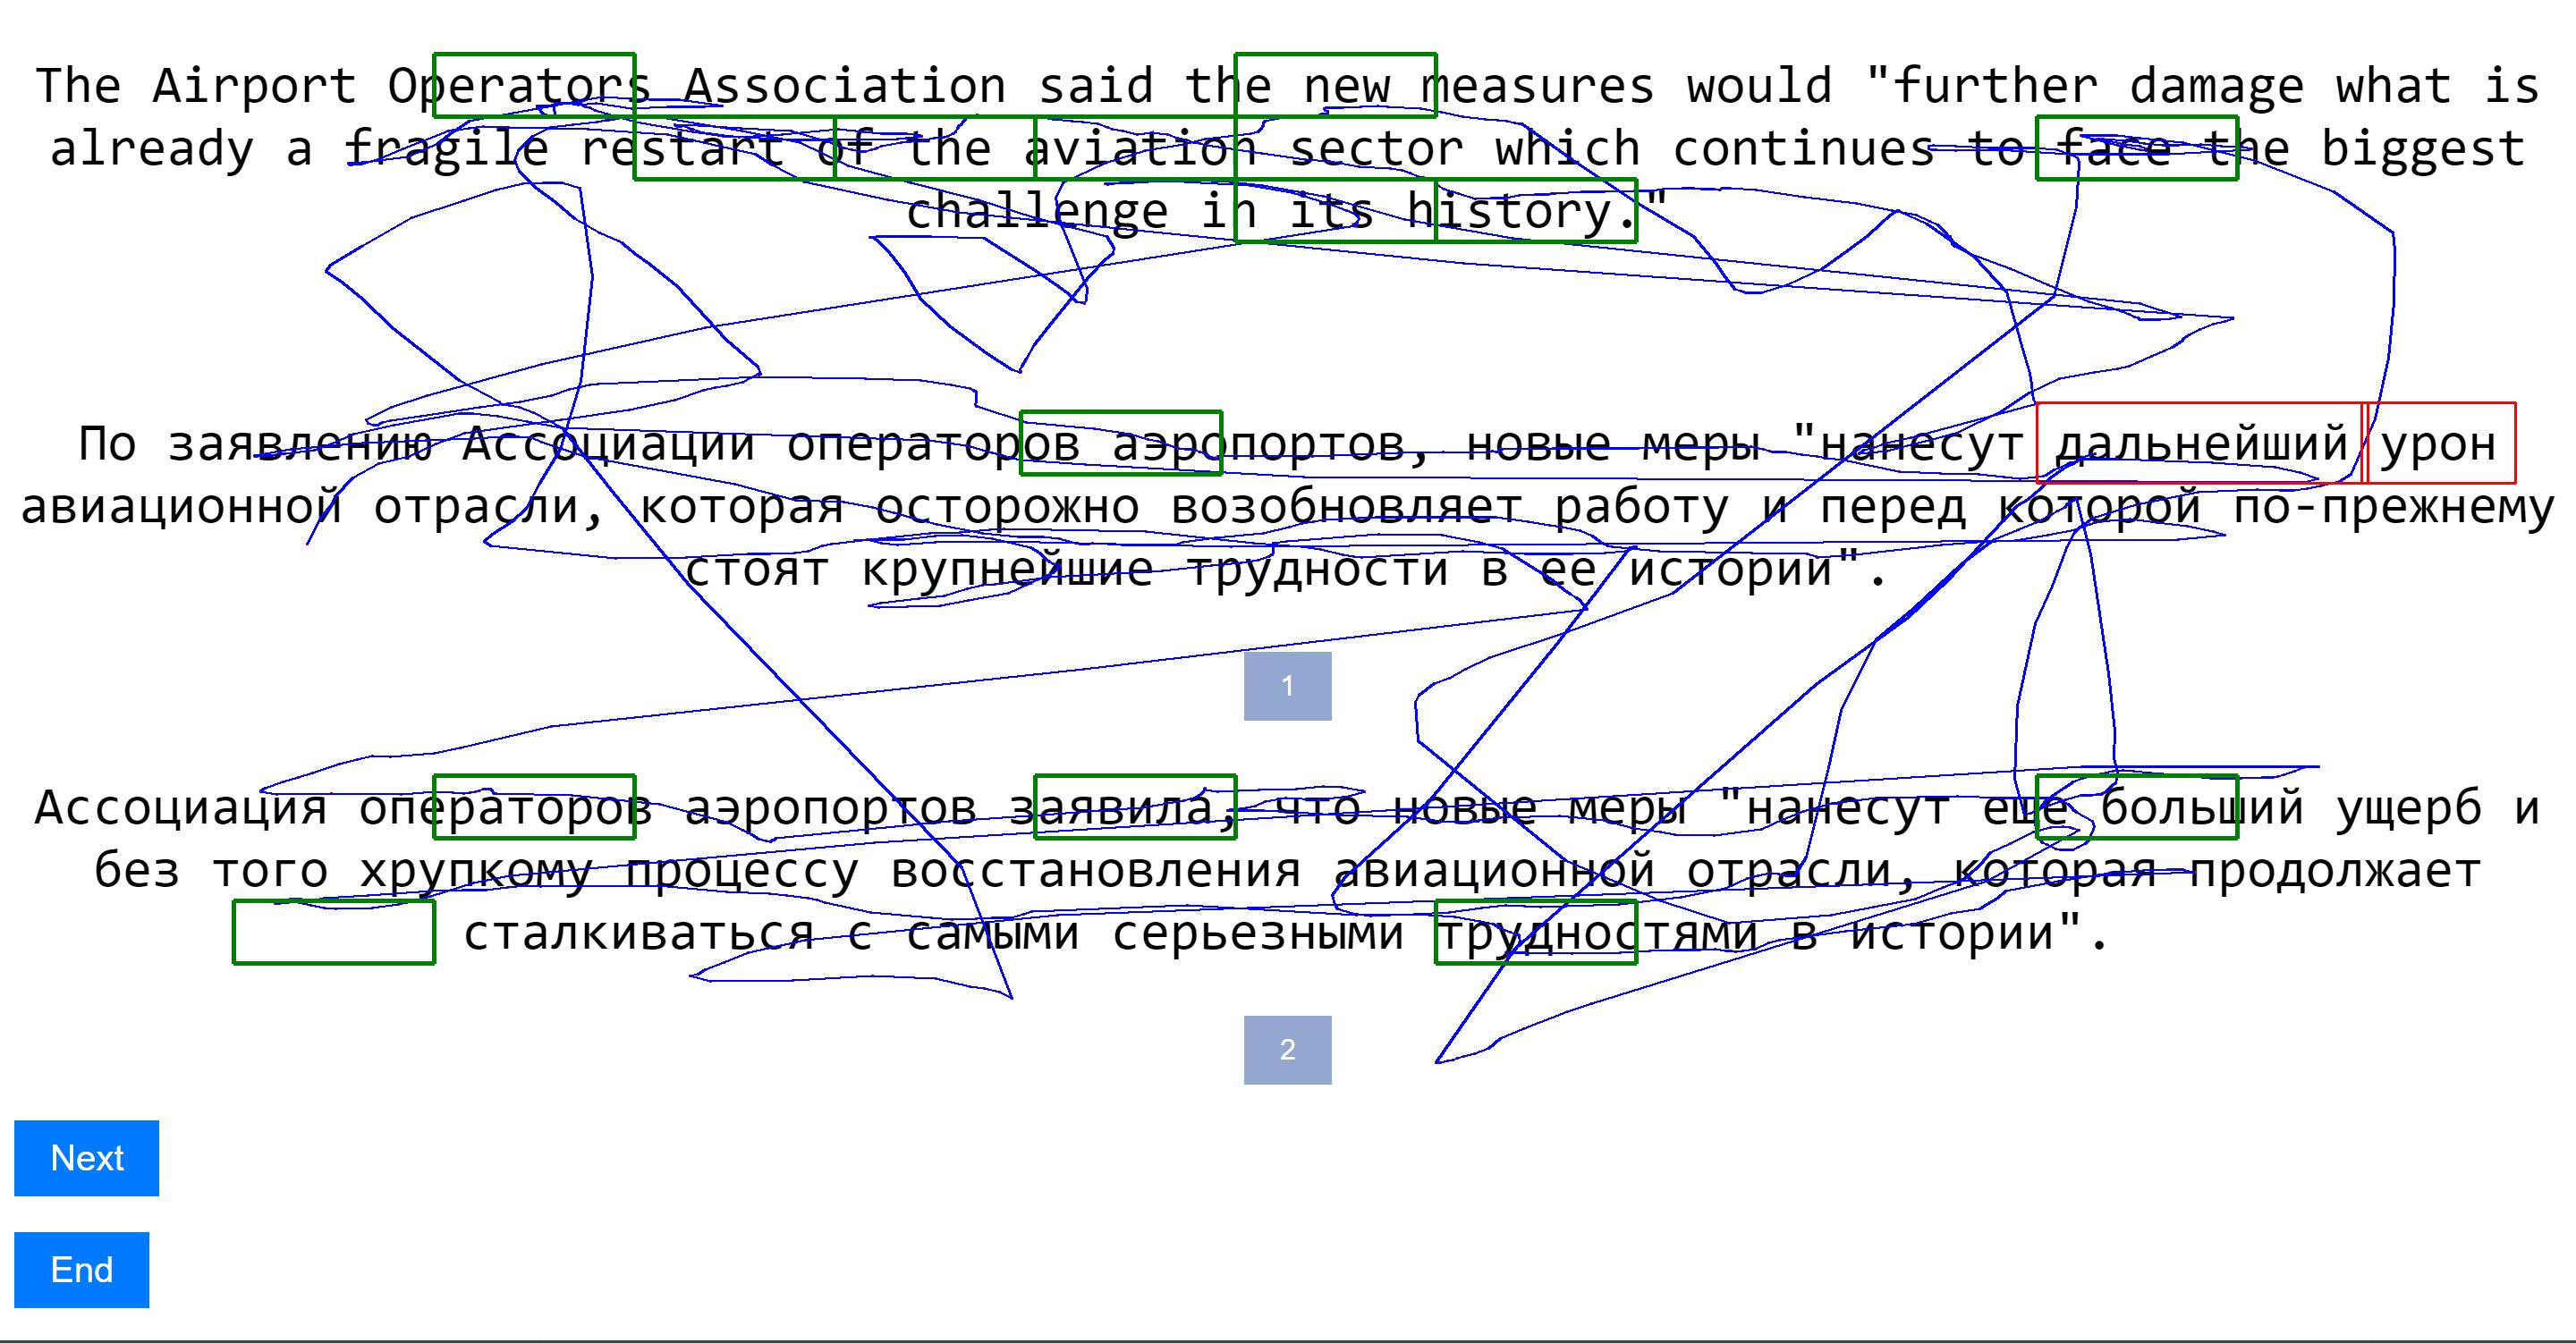 The Airport Operators Association said the new measures would "further damage what is
already a fragile restart of the aviation sector which continues to face the biggest
challenge in its history."
По заявлению Ассоциации операторов аэропортов, новые меры "нанесут дальнейший урон
авиационной отрасли, которая осторожно возобновляет работу и перед которой по-прежнему
стоят крупнейшие трудности в ее истории".
1
Ассоциация операторов аэропортов заявила, что новые меры "нанесут еще больший ущерб и
без того хрупкому процессу восстановления авиационной отрасли, которая продолжает
сталкиваться с самыми серьезными трудностями в истории".
2
Next
End